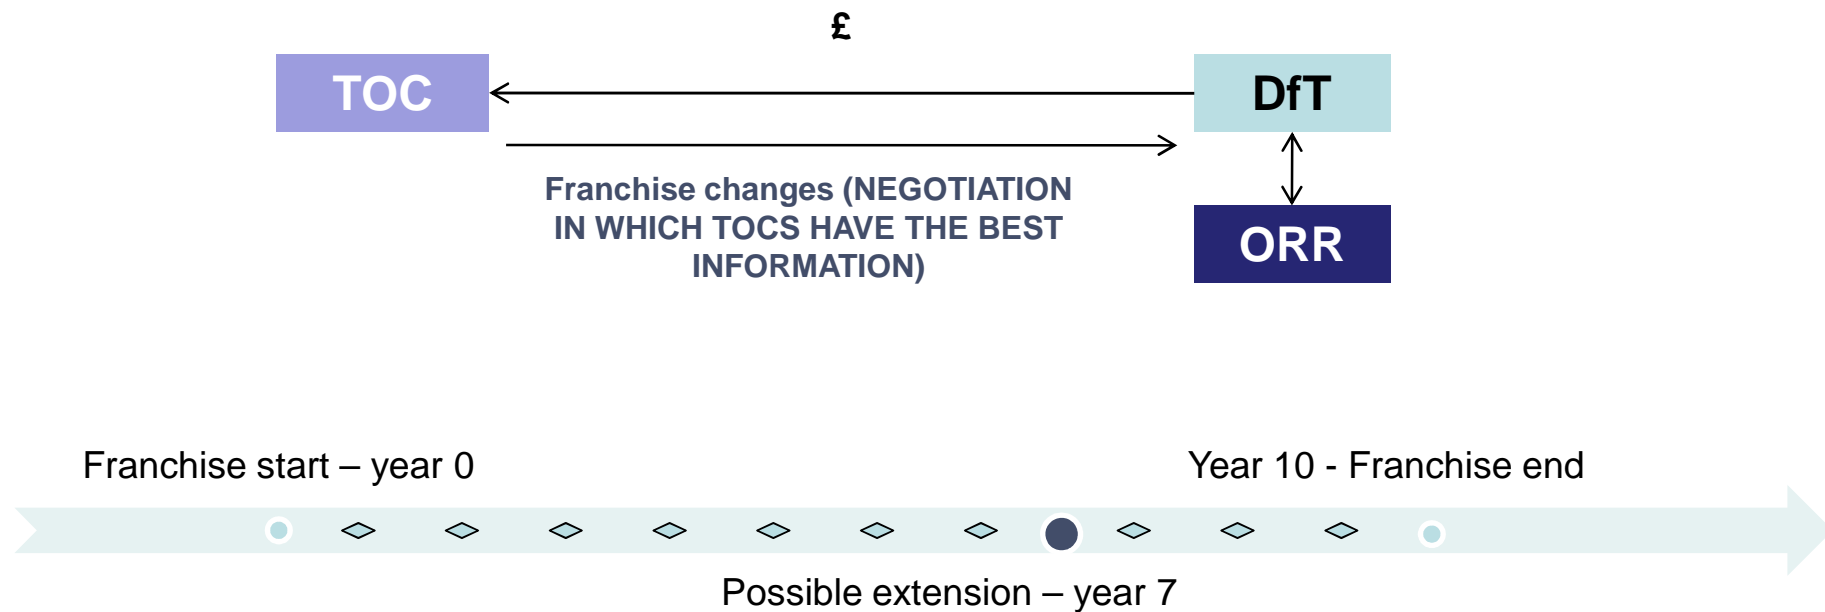 £
TOC
DfT
Franchise changes (NEGOTIATION
IN WHICH TOCS HAVE THE BEST
INFORMATION)
ORR
Franchise start – year 0
Year 10 - Franchise end
Possible extension – year 7